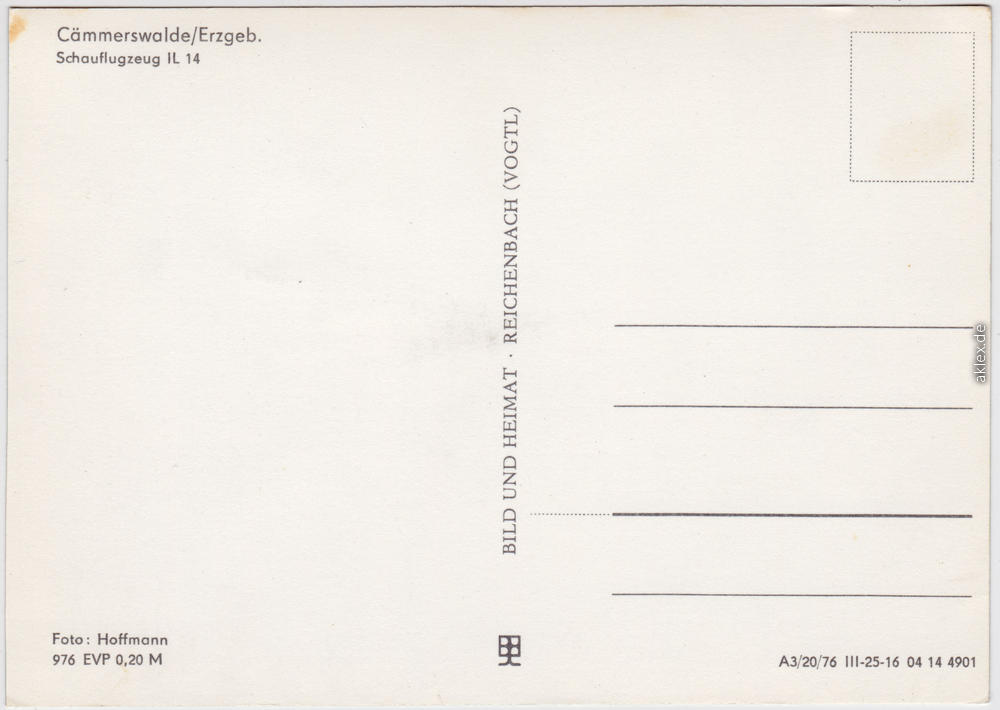 Cämmerswalde/Erzgeb.
Schauflugzeug IL 14
BILD UND HEIMAT · REICHENBACH (VOGTL)
aklex.de
Foto: Hoffmann
976 EVP 0,20 M
A3/20/76 III-25-16 04 14 4901